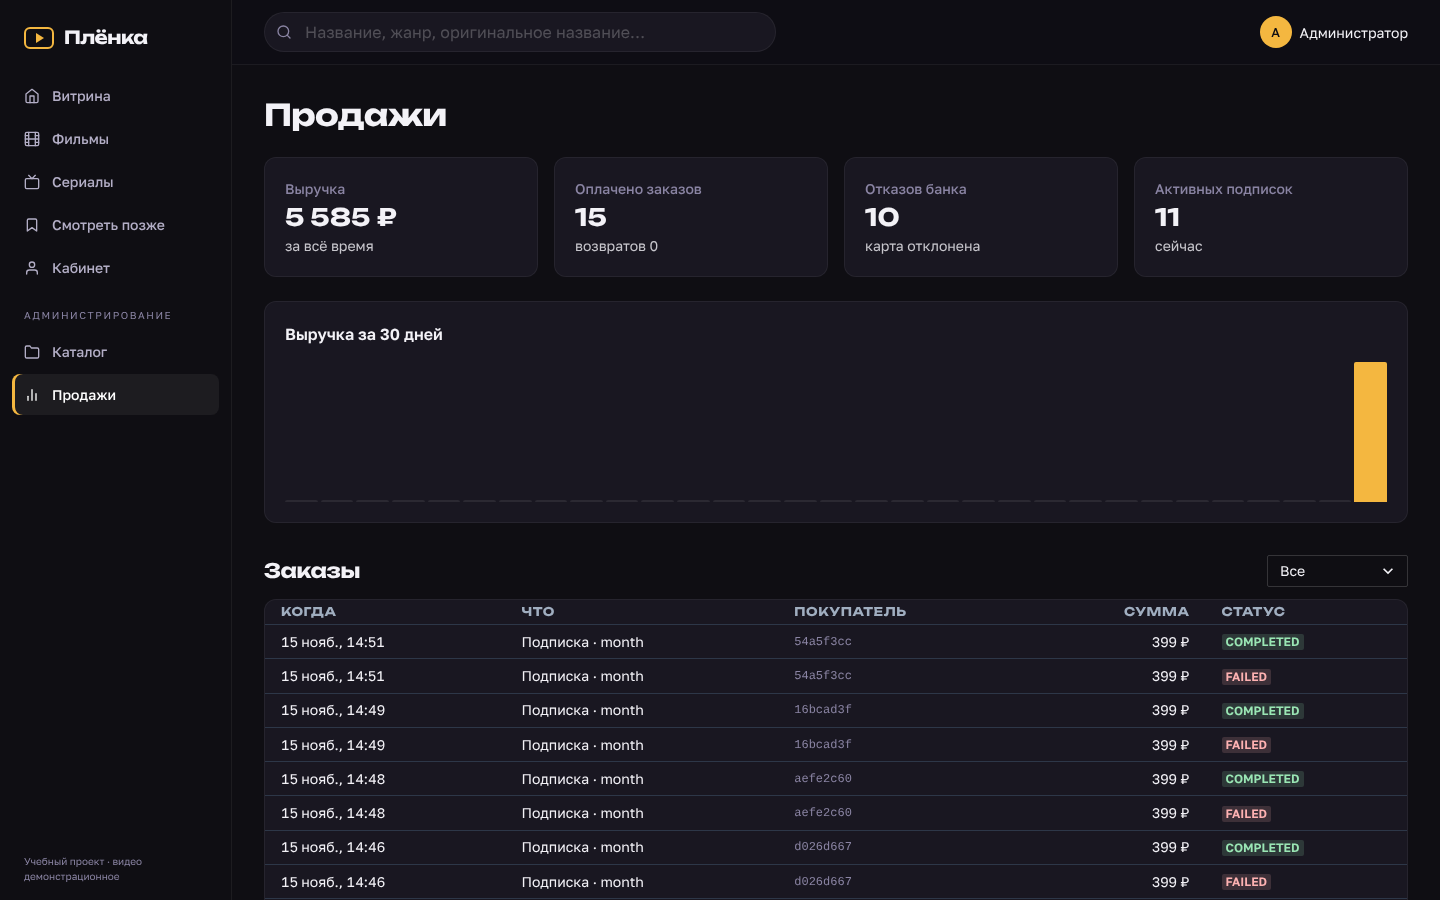 Плёнка
Название, жанр, оригинальное название...
А
Администратор
Витрина
Фильмы
Сериалы
Смотреть позже
Кабинет
АДМИНИСТРИРОВАНИЕ
Каталог
Продажи
Учебный проект · видео
демонстрационное
Продажи
Выручка
5 585 ₽
за всё время
Оплачено заказов
15
возвратов 0
Отказов банка
10
карта отклонена
Активных подписок
11
сейчас
Выручка за 30 дней
Заказы
Все
КОГДА ЧТО ПОКУПАТЕЛЬ СУММА СТАТУС
15 нояб., 14:51 Подписка · month 54a5f3cc 399 ₽ COMPLETED
15 нояб., 14:51 Подписка · month 54a5f3cc 399 ₽ FAILED
15 нояб., 14:49 Подписка · month 16bcad3f 399 ₽ COMPLETED
15 нояб., 14:49 Подписка · month 16bcad3f 399 ₽ FAILED
15 нояб., 14:48 Подписка · month aefe2c60 399 ₽ COMPLETED
15 нояб., 14:48 Подписка · month aefe2c60 399 ₽ FAILED
15 нояб., 14:46 Подписка · month d026d667 399 ₽ COMPLETED
15 нояб., 14:46 Подписка · month d026d667 399 ₽ FAILED